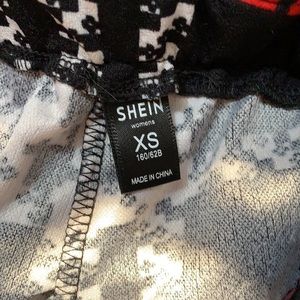 SHEIN
womens
XS
160/62B
MADE IN CHINA